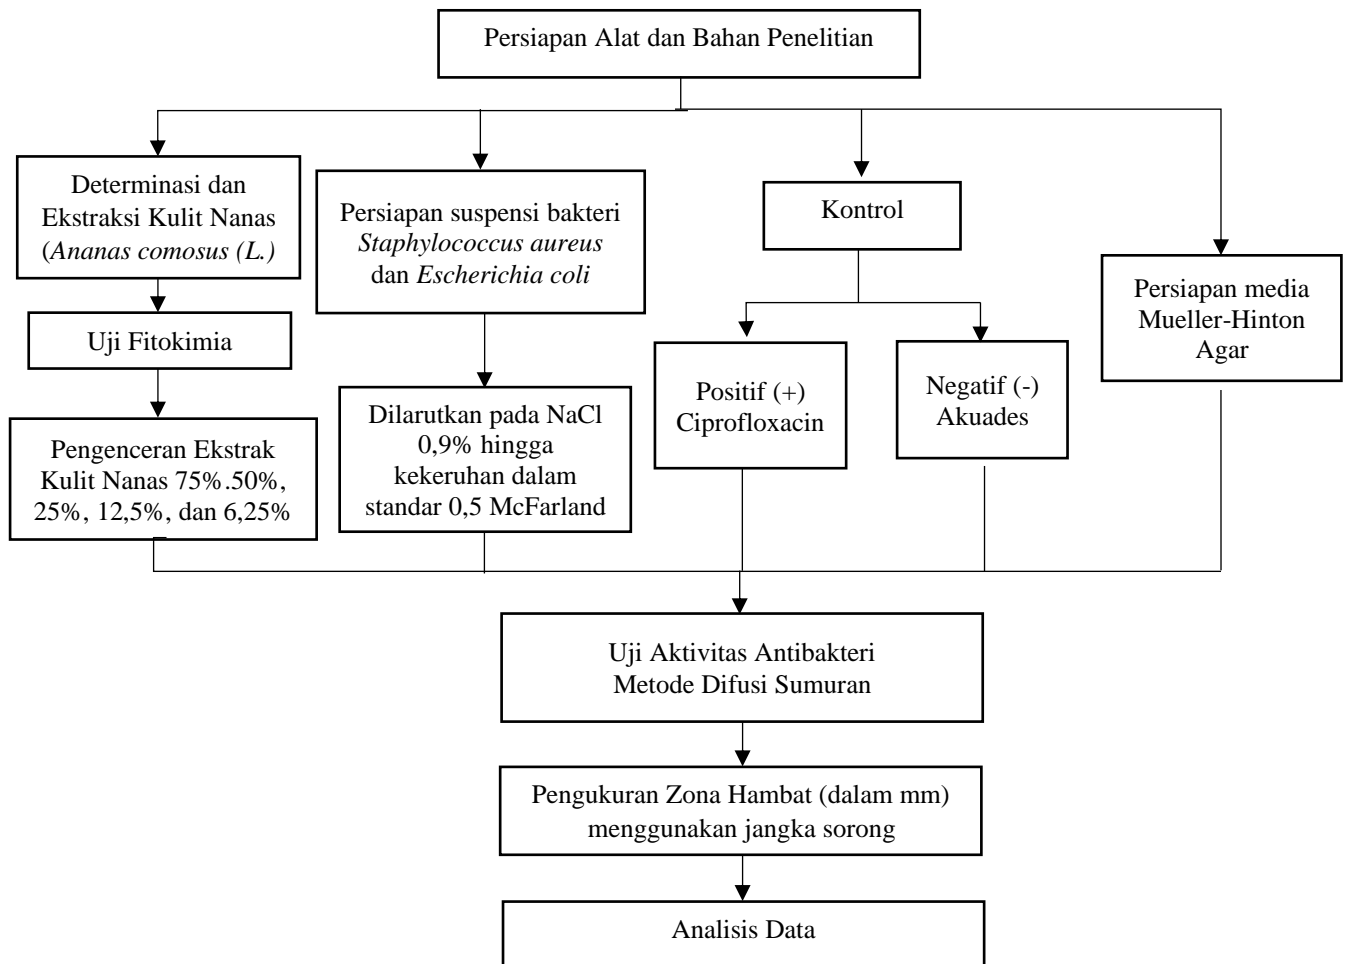 Persiapan Alat dan Bahan Penelitian
Determinasi dan
Ekstraksi Kulit Nanas
(Ananas comosus (L.)
Persiapan suspensi bakteri
Staphylococcus aureus
dan Escherichia coli
Kontrol
Persiapan media
Mueller-Hinton
Agar
Uji Fitokimia
Positif (+)
Ciprofloxacin
Negatif (-)
Akuades
Pengenceran Ekstrak
Kulit Nanas 75%.50%,
25%, 12,5%, dan 6,25%
Dilarutkan pada NaCl
0,9% hingga
kekeruhan dalam
standar 0,5 McFarland
Uji Aktivitas Antibakteri
Metode Difusi Sumuran
Pengukuran Zona Hambat (dalam mm)
menggunakan jangka sorong
Analisis Data